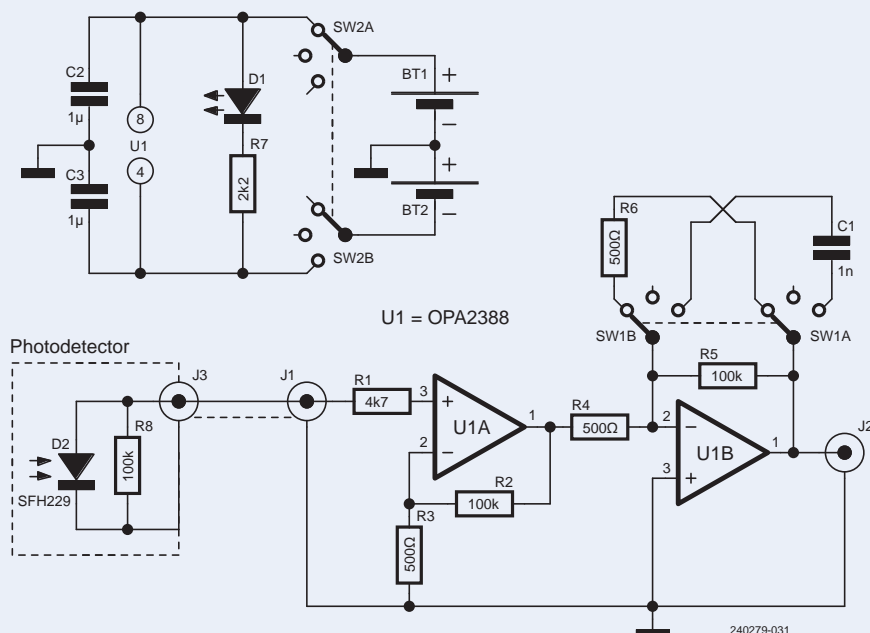 SW2A
C2
1µ
D1
BT1
+
−
8
U1
4
C3
1µ
R7
2k2
+
BT2
−
SW2B
R6
500Ω
C1
1n
U1 = OPA2388
SW1B
SW1A
Photodetector
J3
J1
R1
4k7
3
+
U1A
1
2
−
R4
500Ω
R5
100k
2
−
U1B
1
3
+
J2
D2
SFH229
R8
100k
R2
100k
R3
500Ω
240279-031